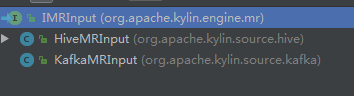 I IMRInput (org.apache.kylin.engine.mr)
C HiveMRInput (org.apache.kylin.source.hive)
C KafkaMRInput (org.apache.kylin.source.kafka)